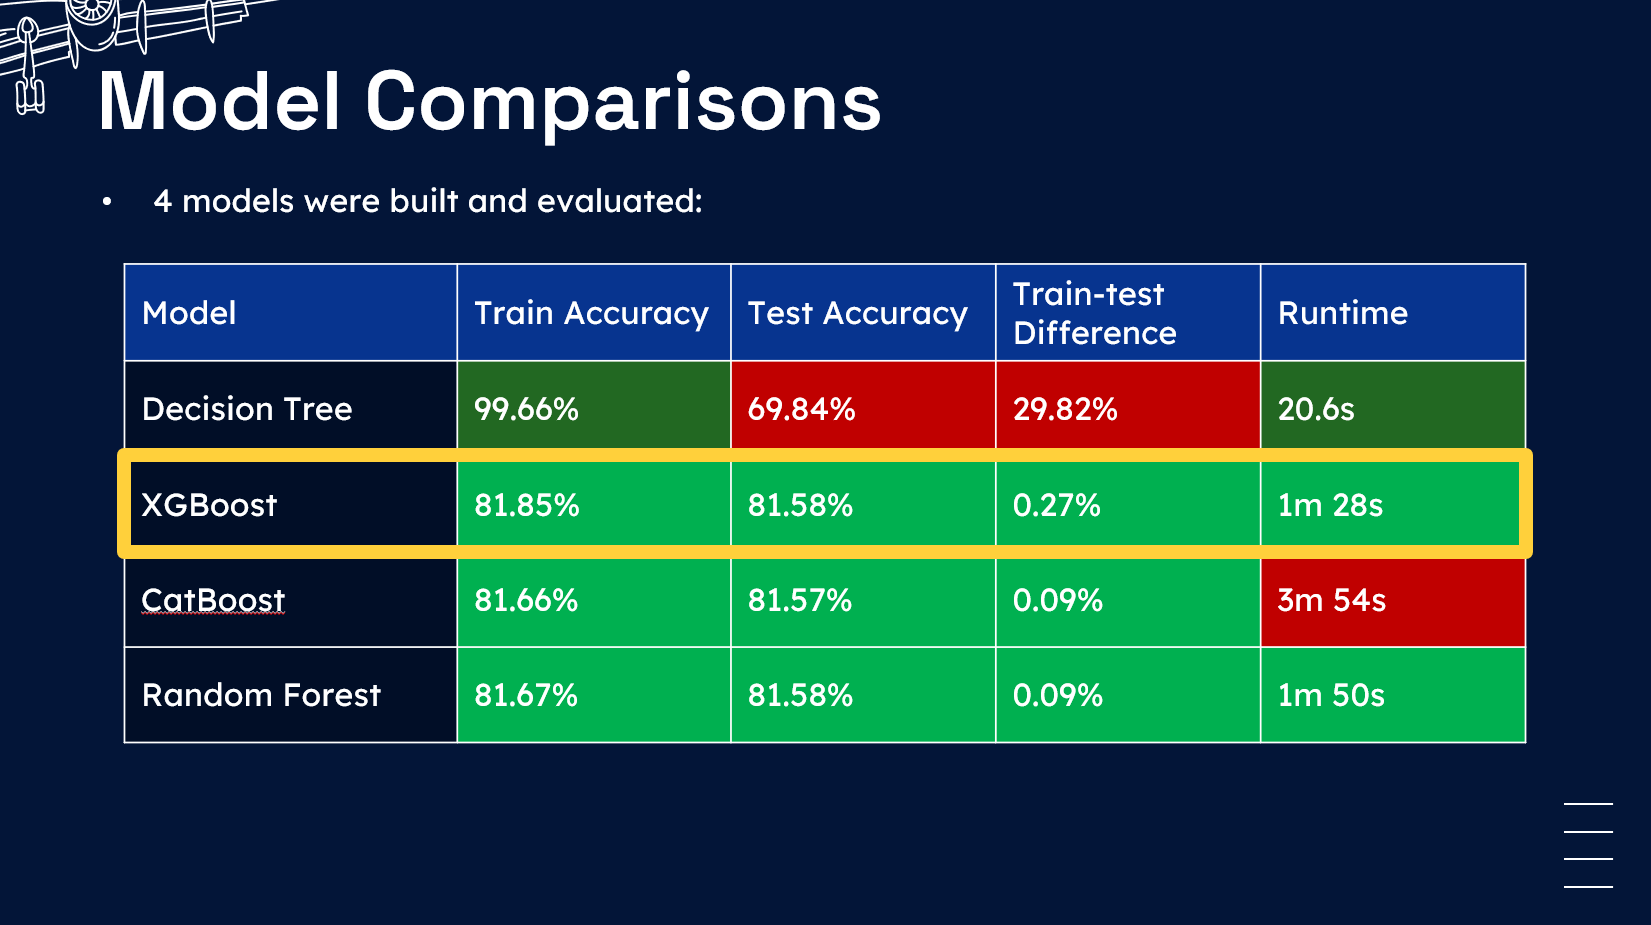 Model Comparisons
• 4 models were built and evaluated:
Model Train Accuracy Test Accuracy Train-test Difference Runtime
Decision Tree 99.66% 69.84% 29.82% 20.6s
XGBoost 81.85% 81.58% 0.27% 1m 28s
CatBoost 81.66% 81.57% 0.09% 3m 54s
Random Forest 81.67% 81.58% 0.09% 1m 50s